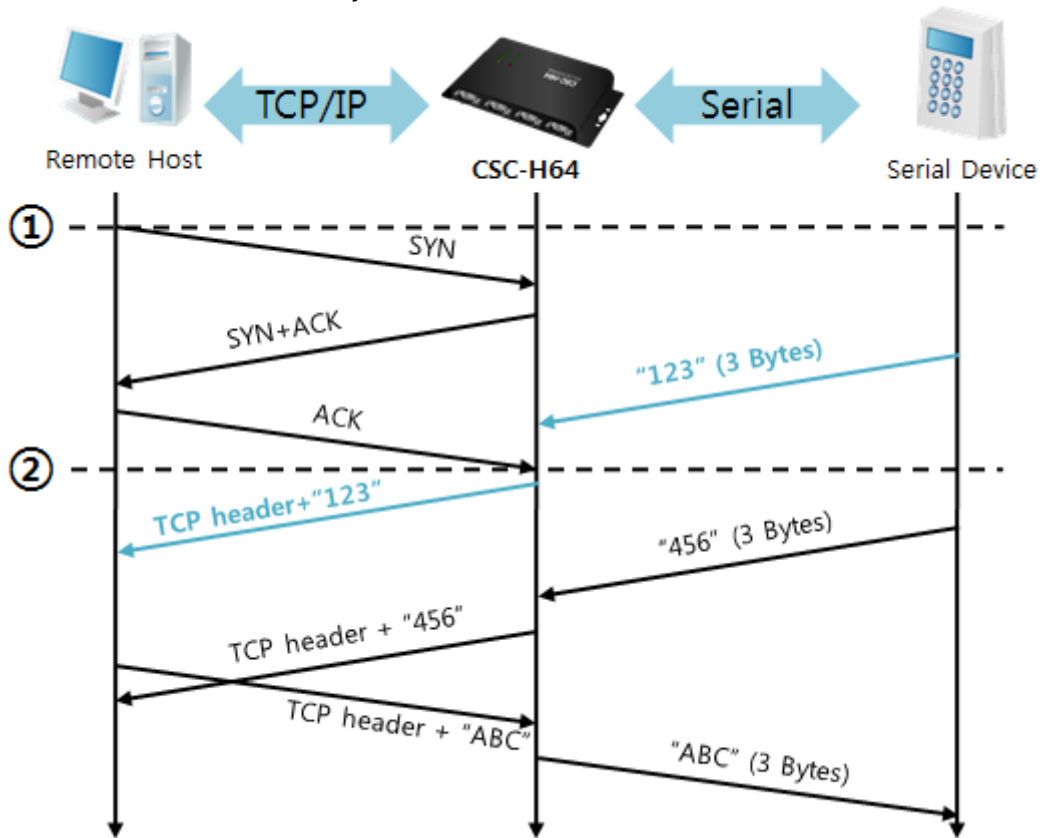 TCP/IP
Serial
Remote Host
CSC-H64
Serial Device
①
SYN
SYN+ACK
"123" (3 Bytes)
ACK
②
TCP header+"123"
"456" (3 Bytes)
TCP header + "456"
TCP header + "ABC"
"ABC" (3 Bytes)